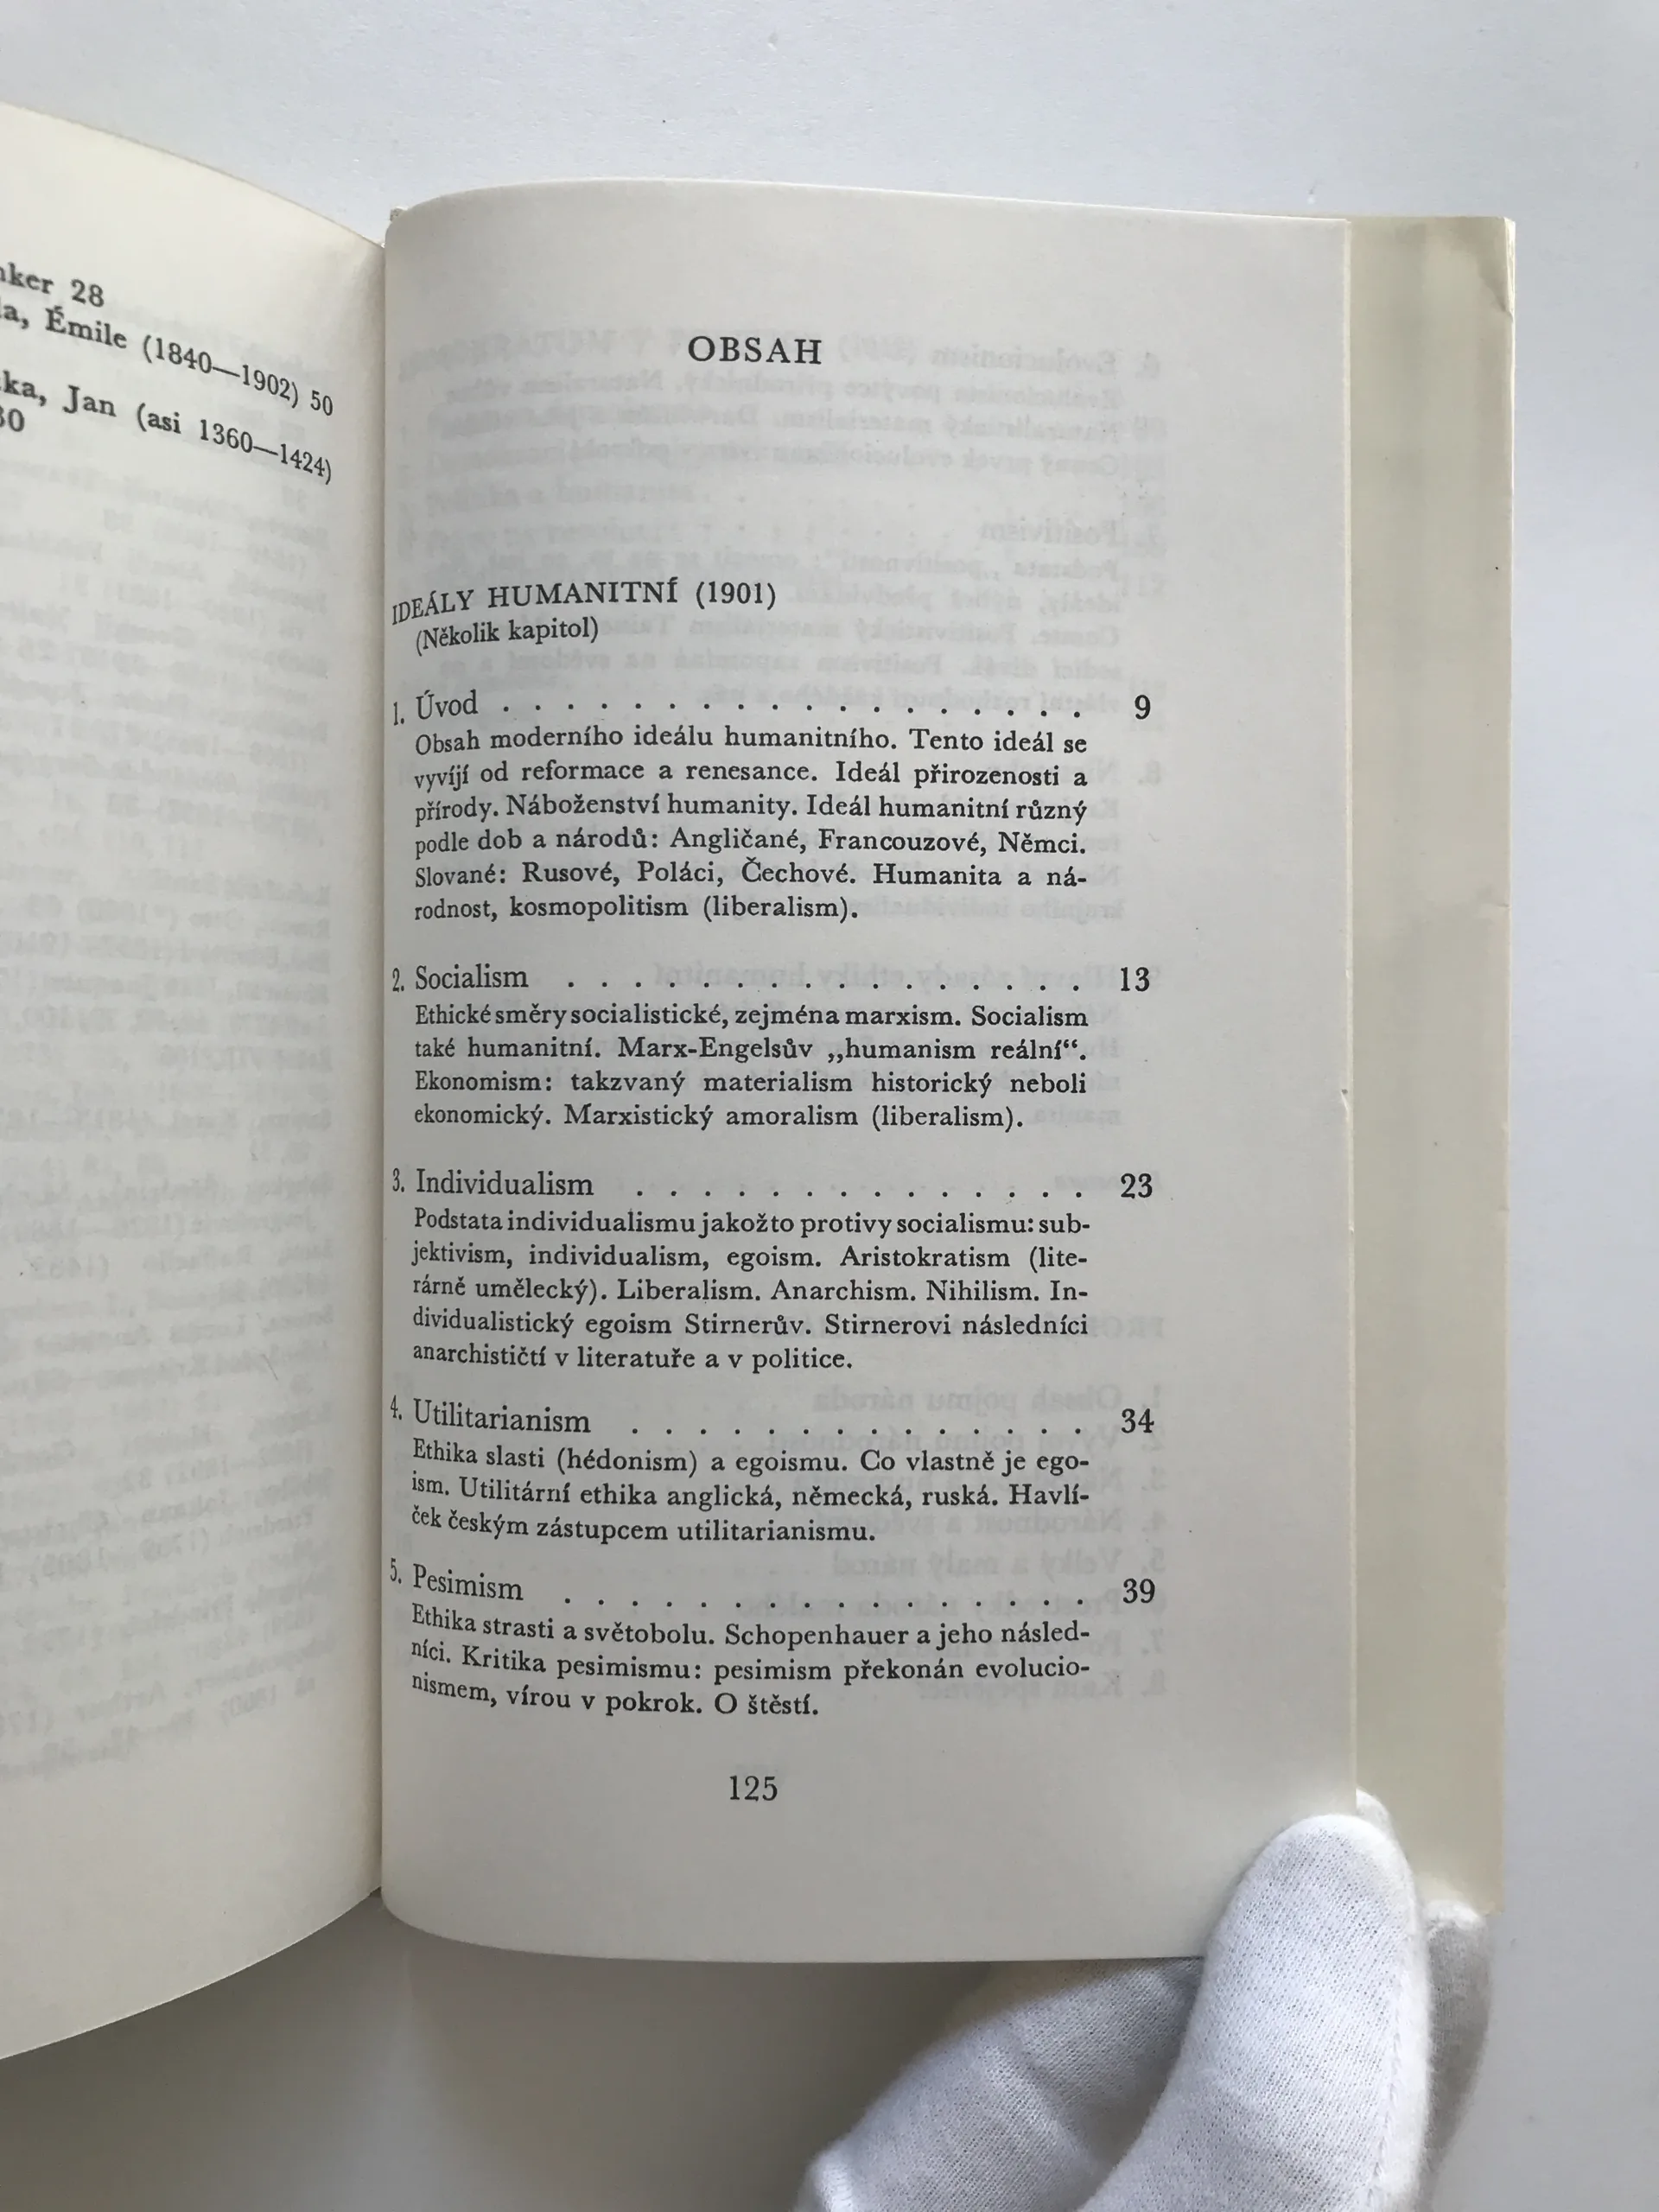 28
Émile (1840—1902) 50
Jan (asi 1360—1424)
OBSAH
IDEÁLY HUMANITNÍ (1901)
(Několik kapitol)
1. Úvod . . . . . . . . . . . . . . . . . . 9
Obsah moderního ideálu humanitního. Tento ideál se
vyvíjí od reformace a renesance. Ideál přirozenosti a
přírody. Náboženství humanity. Ideál humanitní různý
podle dob a národů: Angličané, Francouzové, Němci.
Slované: Rusové, Poláci, Čechové. Humanita a ná-
rodnost, kosmopolitism (liberalism).
2. Socialism . . . . . . . . . . . . . . . . 13
Ethické směry socialistické, zejména marxism. Socialism
také humanitní. Marx-Engelsův „humanism reální“.
Ekonomism: takzvaný materialism historický neboli
ekonomický. Marxistický amoralism (liberalism).
3. Individualism . . . . . . . . . . . . . . 23
Podstata individualismu jakožto protivy socialismu: sub-
jektivism, individualism, egoism. Aristokratism (lite-
rárně umělecký). Liberalism. Anarchism. Nihilism. In-
dividualistický egoism Stirnerův. Stirnerovi následníci
anarchističtí v literatuře a v politice.
4. Utilitarianism . . . . . . . . . . . . . . 34
Ethika slasti (hédonism) a egoismu. Co vlastně je ego-
ism. Utilitární ethika anglická, německá, ruská. Havlí-
ček českým zástupcem utilitarianismu.
5. Pesimism . . . . . . . . . . . . . . . . 39
Ethika strasti a světobolu. Schopenhauer a jeho násled-
níci. Kritika pesimismu: pesimism překonán evolucio-
nismem, vírou v pokrok. O štěstí.
125